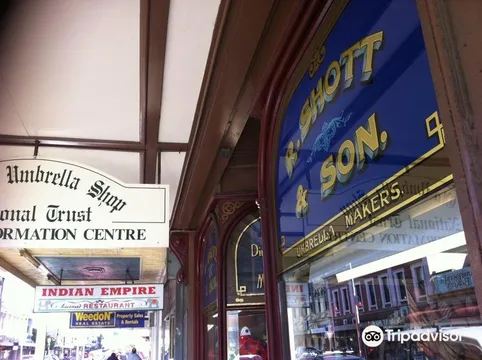 Umbrella Shop
onal Trust
ORMATION CENTRE
INDIAN EMPIRE
RESTAURANT
WeeDoN
REAL ESTATE
Property Sales
& Rentals
R. SHOTT
& SON.
UMBRELLA MAKERS.
Tripadvisor